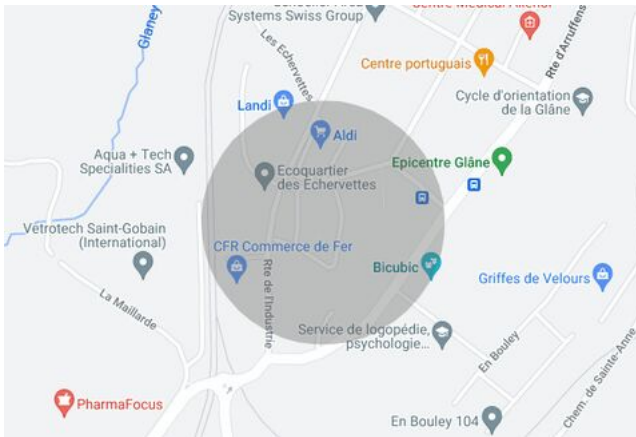 Systems Swiss Group
Centre Médical Allenor
Glaney
Les Echervettes
Rte d'Arruffens
Centre portuguais
Landi
Cycle d'orientation
de la Glâne
Aldi
Aqua + Tech
Specialities SA
Epicentre Glâne
Ecoquartier
des Echervettes
Vetrotech Saint-Gobain
(International)
CFR Commerce de Fer
Bicubic
Griffes de Velours
Rte de l'Industrie
La Maillarde
Service de logopédie,
psychologie...
En Bouley
Chem. de Sainte-Anne
PharmaFocus
En Bouley 104